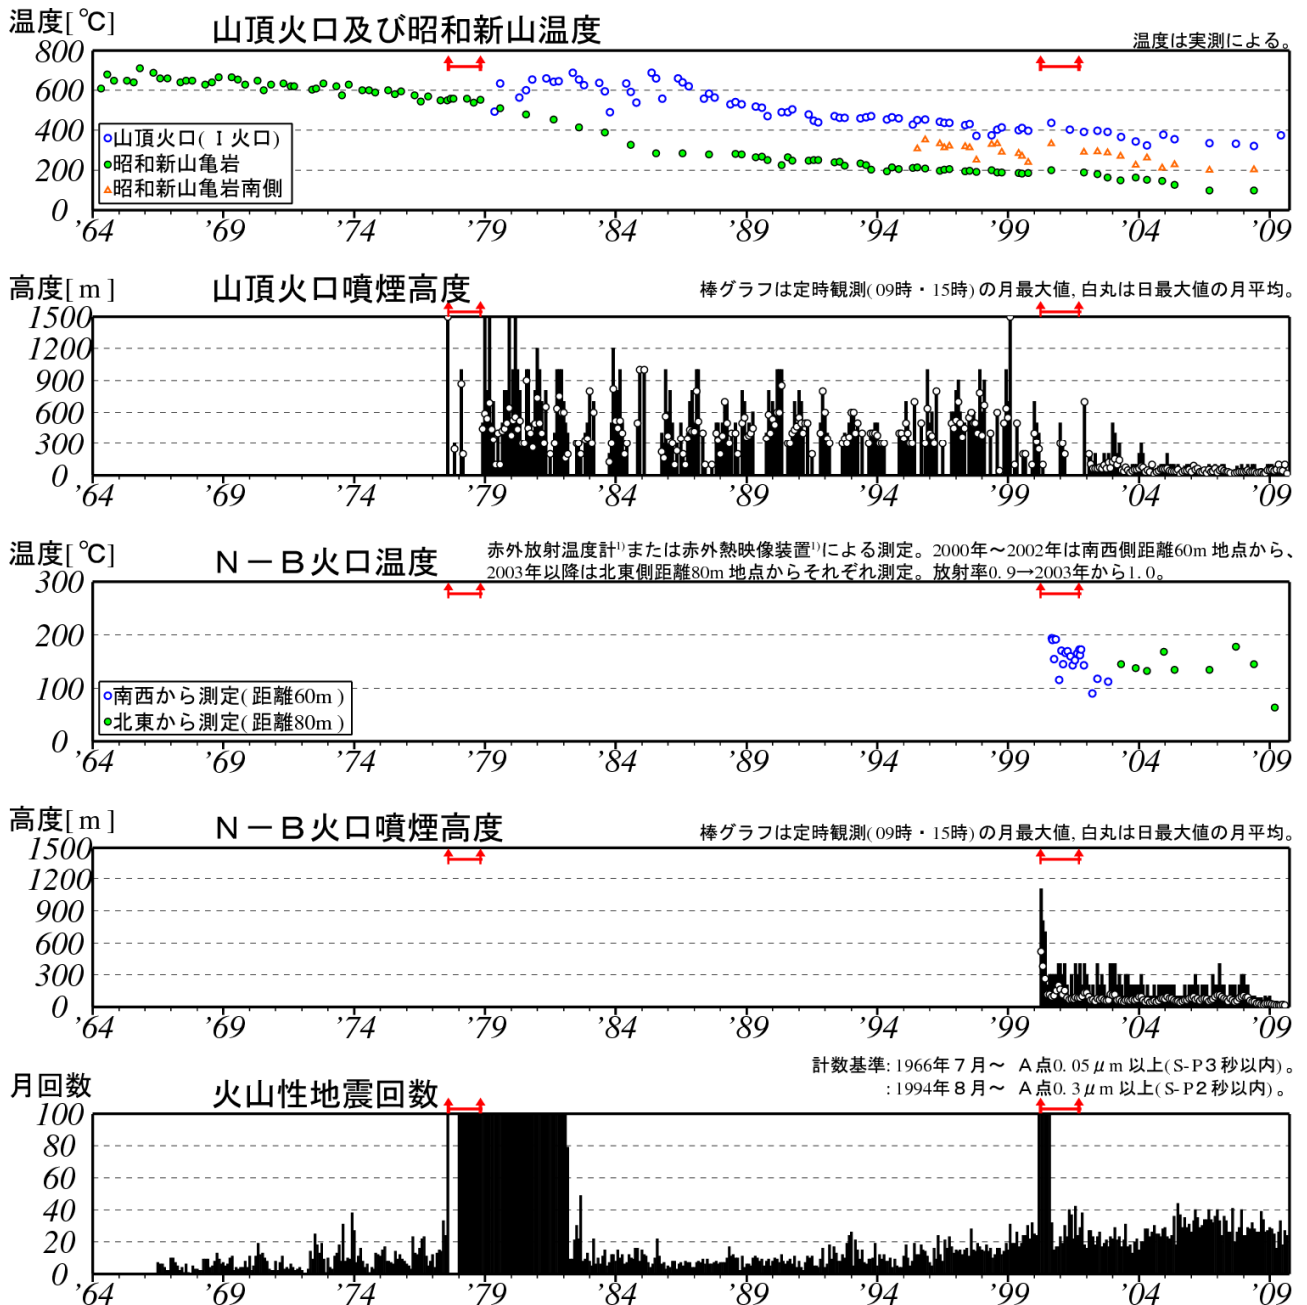 温度[℃]
山頂火口及び昭和新山温度
温度は実測による。
800
600
400
200
0
山頂火口(Ⅰ火口)
昭和新山亀岩
昭和新山亀岩南側
'64 '69 '74 '79 '84 '89 '94 '99 '04 '09
高度[m]
山頂火口噴煙高度
棒グラフは定時観測(09時・15時)の月最大値, 白丸は日最大値の月平均。
1500
1200
900
600
300
0
'64 '69 '74 '79 '84 '89 '94 '99 '04 '09
温度[℃]
N－B火口温度
赤外放射温度計1)または赤外熱映像装置1)による測定。2000年～2002年は南西側距離60m地点から、
2003年以降は北東側距離80m地点からそれぞれ測定。放射率0.9→2003年から1.0。
300
200
100
0
南西から測定(距離60m)
北東から測定(距離80m)
'64 '69 '74 '79 '84 '89 '94 '99 '04 '09
高度[m]
N－B火口噴煙高度
棒グラフは定時観測(09時・15時)の月最大値, 白丸は日最大値の月平均。
1500
1200
900
600
300
0
'64 '69 '74 '79 '84 '89 '94 '99 '04 '09
月回数
火山性地震回数
計数基準: 1966年7月～ A点0.05μm以上(S-P3秒以内)。
: 1994年8月～ A点0.3μm以上(S-P2秒以内)。
100
80
60
40
20
0
'64 '69 '74 '79 '84 '89 '94 '99 '04 '09